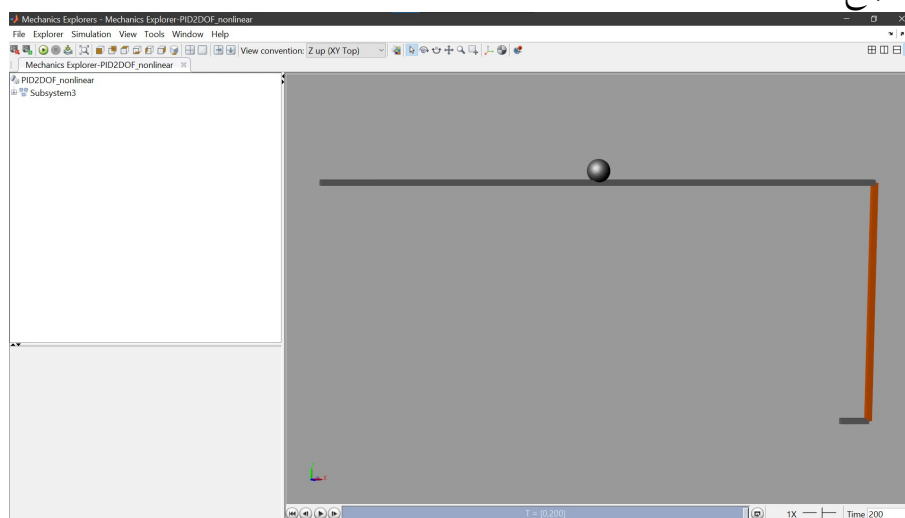 Mechanics Explorers - Mechanics Explorer-PID2DOF_nonlinear
File Explorer Simulation View Tools Window Help
View convention: Z up (XY Top)
Mechanics Explorer-PID2DOF_nonlinear
PID2DOF_nonlinear
Subsystem3
T = [0,200]
1X
Time 200